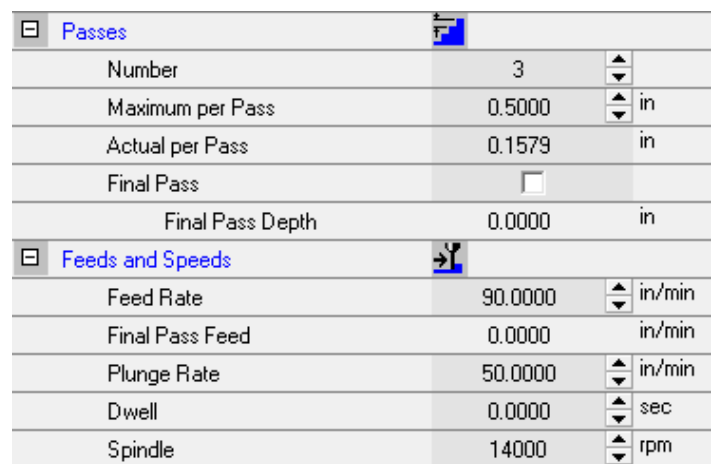 Passes
Number 3
Maximum per Pass 0.5000 in
Actual per Pass 0.1579 in
Final Pass
Final Pass Depth 0.0000 in
Feeds and Speeds
Feed Rate 90.0000 in/min
Final Pass Feed 0.0000 in/min
Plunge Rate 50.0000 in/min
Dwell 0.0000 sec
Spindle 14000 rpm